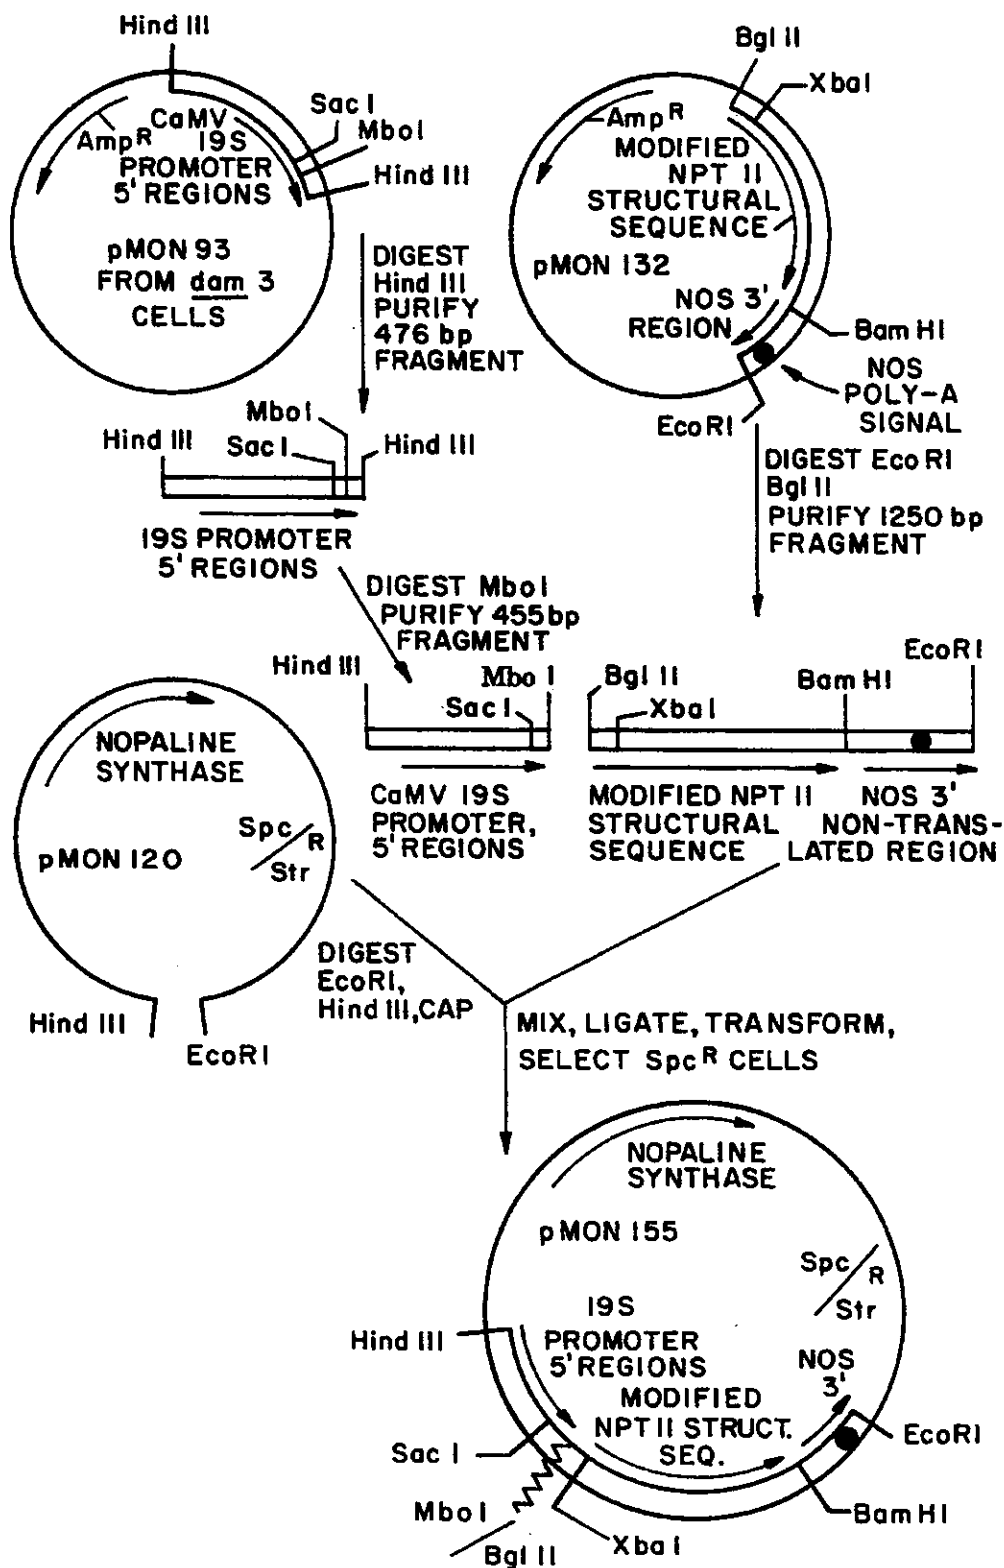 Hind III
Sac I
Mbo I
Hind III
Amp R
CaMV
19S
PROMOTER
5' REGIONS
pMON 93
FROM dam 3
CELLS
DIGEST
Hind III
PURIFY
476 bp
FRAGMENT
Bgl II
Xba I
Amp R
MODIFIED
NPT II
STRUCTURAL
SEQUENCE
pMON 132
NOS 3'
REGION
Bam HI
NOS
POLY-A
SIGNAL
Eco RI
DIGEST Eco RI
Bgl II
PURIFY 1250 bp
FRAGMENT
Hind III
Mbo I
Sac I
Hind III
19S PROMOTER
5' REGIONS
DIGEST Mbo I
PURIFY 455 bp
FRAGMENT
Hind III
Mbo I
Sac I
CaMV 19S
PROMOTER,
5' REGIONS
Bgl II
Xba I
Bam HI
EcoRI
MODIFIED NPT II
STRUCTURAL
SEQUENCE
NOS 3'
NON-TRANS-
LATED REGION
NOPALINE
SYNTHASE
Spc
R
Str
pMON 120
Hind III
EcoRI
DIGEST
EcoRI,
Hind III, CAP
MIX, LIGATE, TRANSFORM,
SELECT Spc R CELLS
NOPALINE
SYNTHASE
pMON 155
Spc
R
Str
19S
PROMOTER
5' REGIONS
MODIFIED
NPT II STRUCT.
SEQ.
NOS
3'
Hind III
Sac I
Mbo I
Bgl II
Xba I
Bam HI
EcoRI